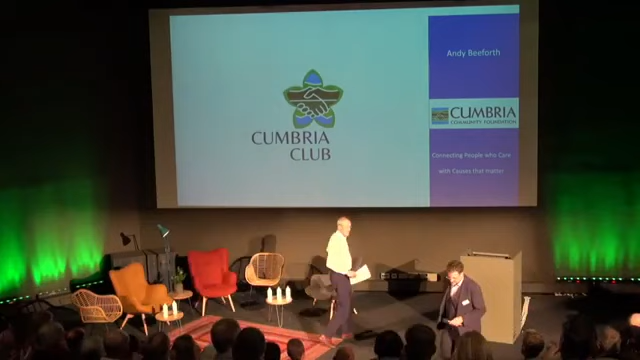 CUMBRIA
CLUB
Andy Beeforth
CUMBRIA
COMMUNITY FOUNDATION
Connecting People who Care
with Causes that matter